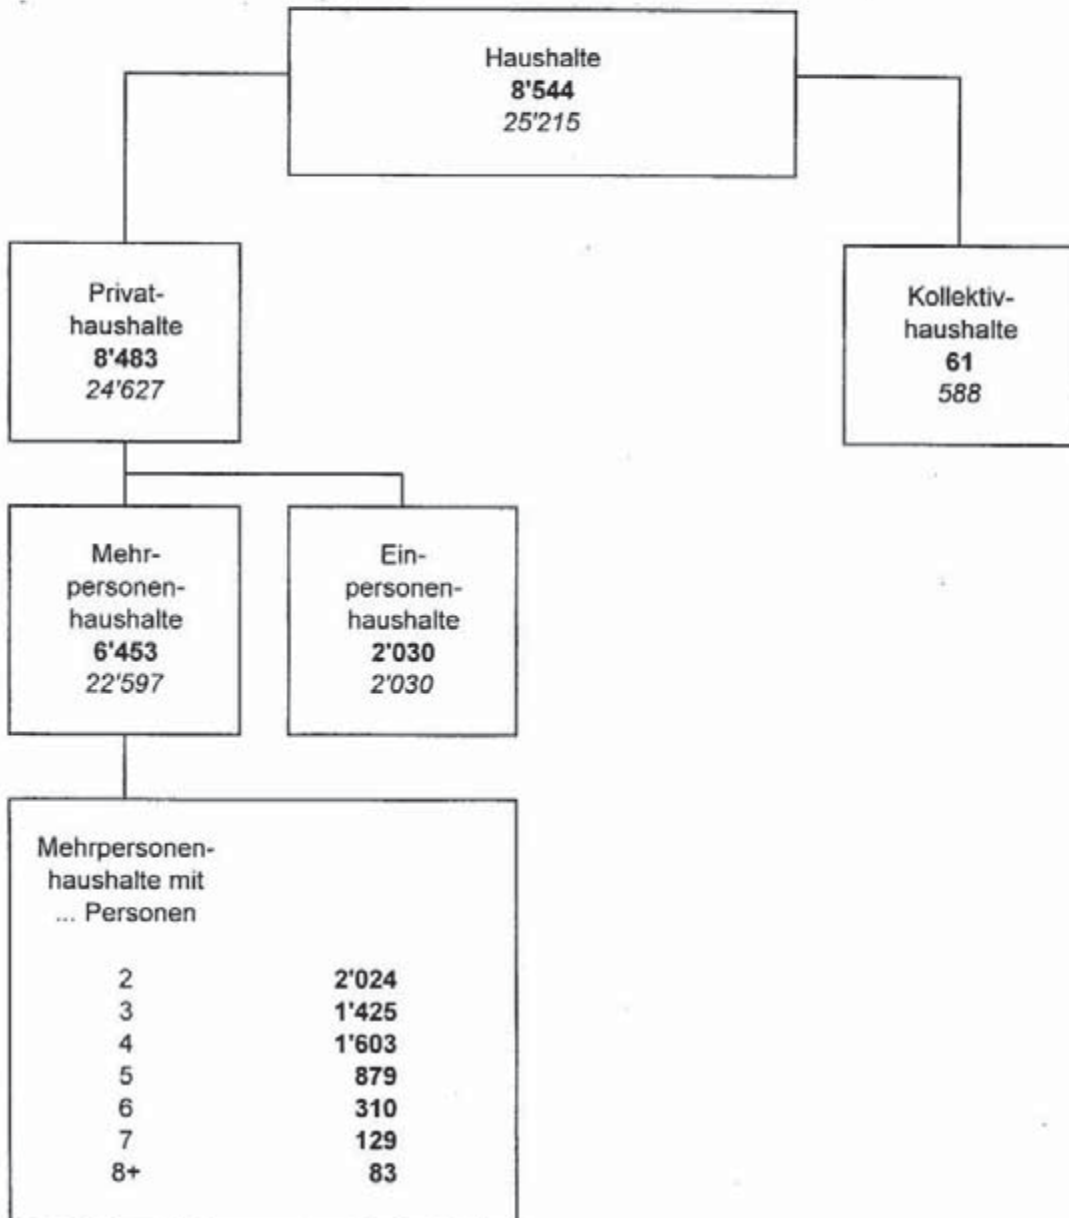 Haushalte
8'544
25'215
Privat-
haushalte
8'483
24'627
Kollektiv-
haushalte
61
588
Mehr-
personen-
haushalte
6'453
22'597
Ein-
personen-
haushalte
2'030
2'030
Mehrpersonen-
haushalte mit
... Personen
2 2'024
3 1'425
4 1'603
5 879
6 310
7 129
8+ 83